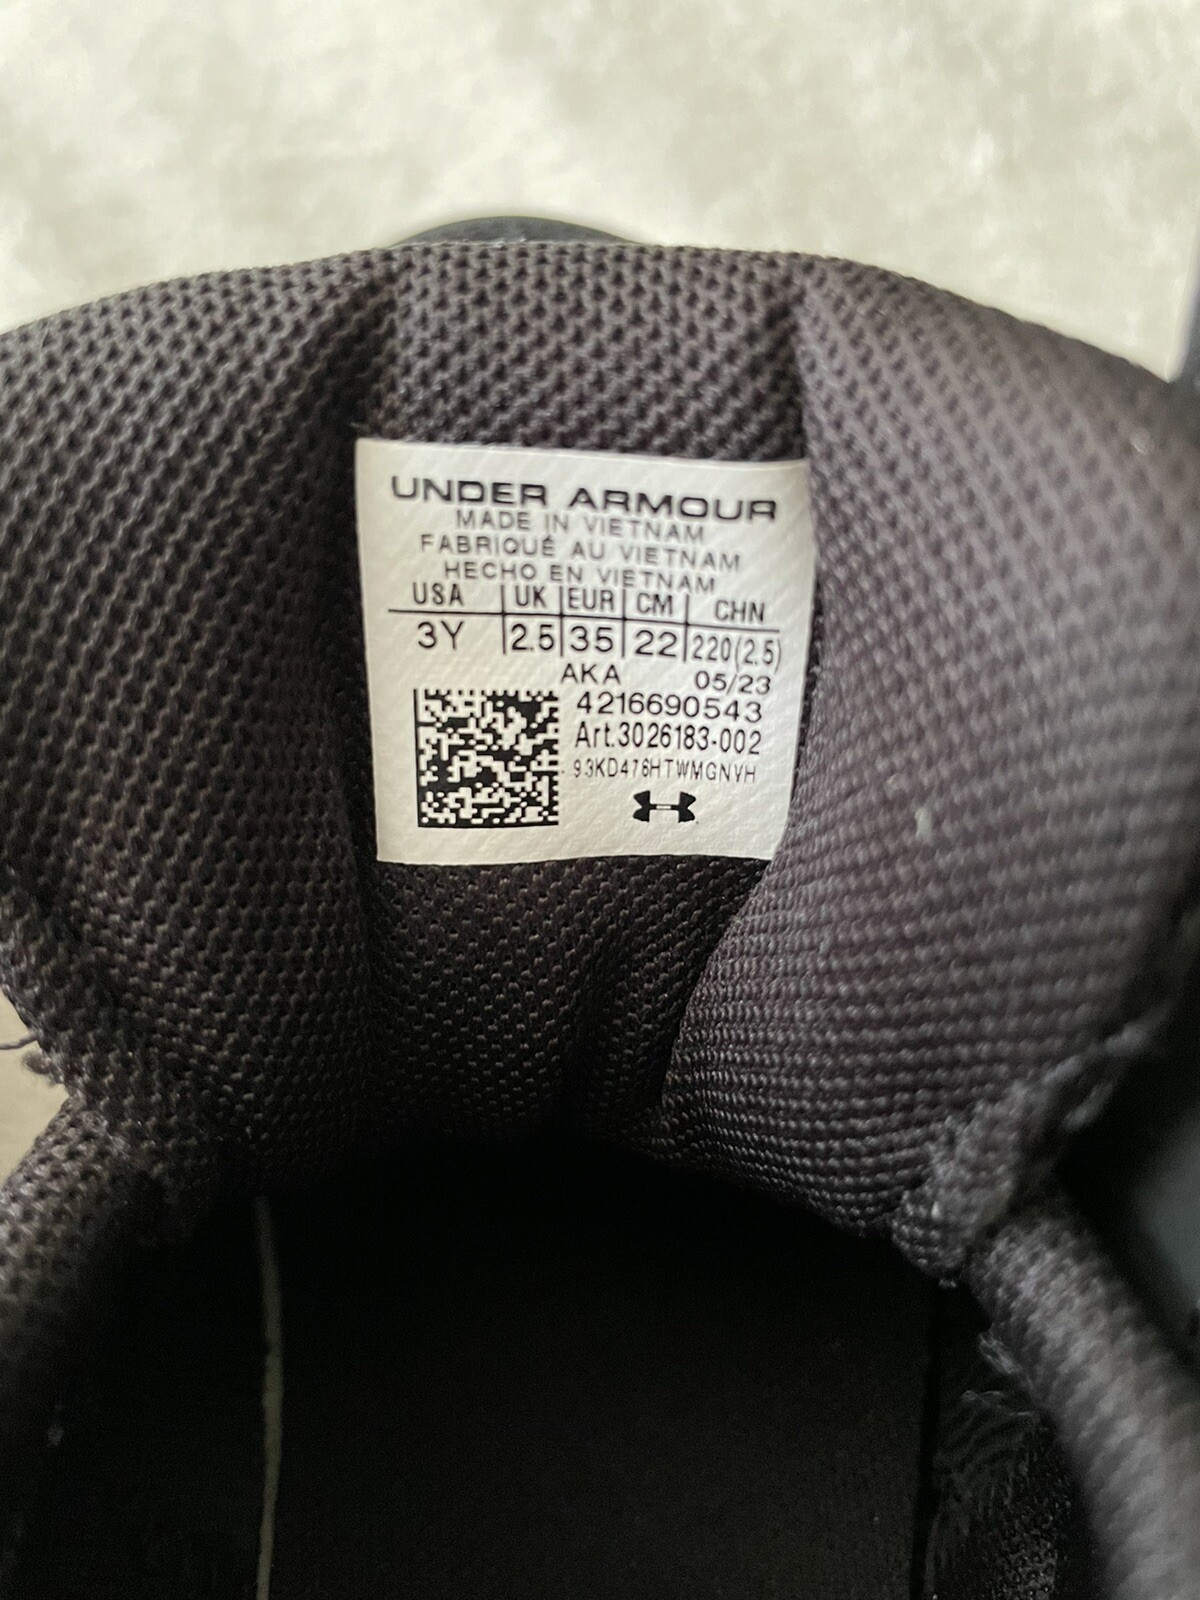 UNDER ARMOUR
MADE IN VIETNAM
FABRIQUÉ AU VIETNAM
HECHO EN VIETNAM
USA UK EUR CM CHN
3Y 2.5 35 22 220(2.5)
AKA 05/23
4216690543
Art.3026183-002
93KD476HTWMGNVH